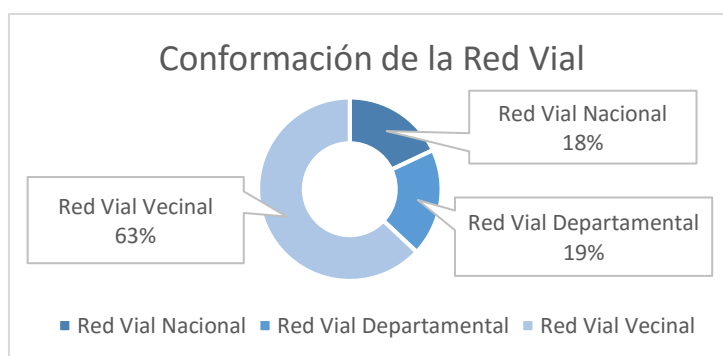 Conformación de la Red Vial
Red Vial Nacional
18%
Red Vial Vecinal
63%
Red Vial Departamental
19%
Red Vial Nacional
Red Vial Departamental
Red Vial Vecinal